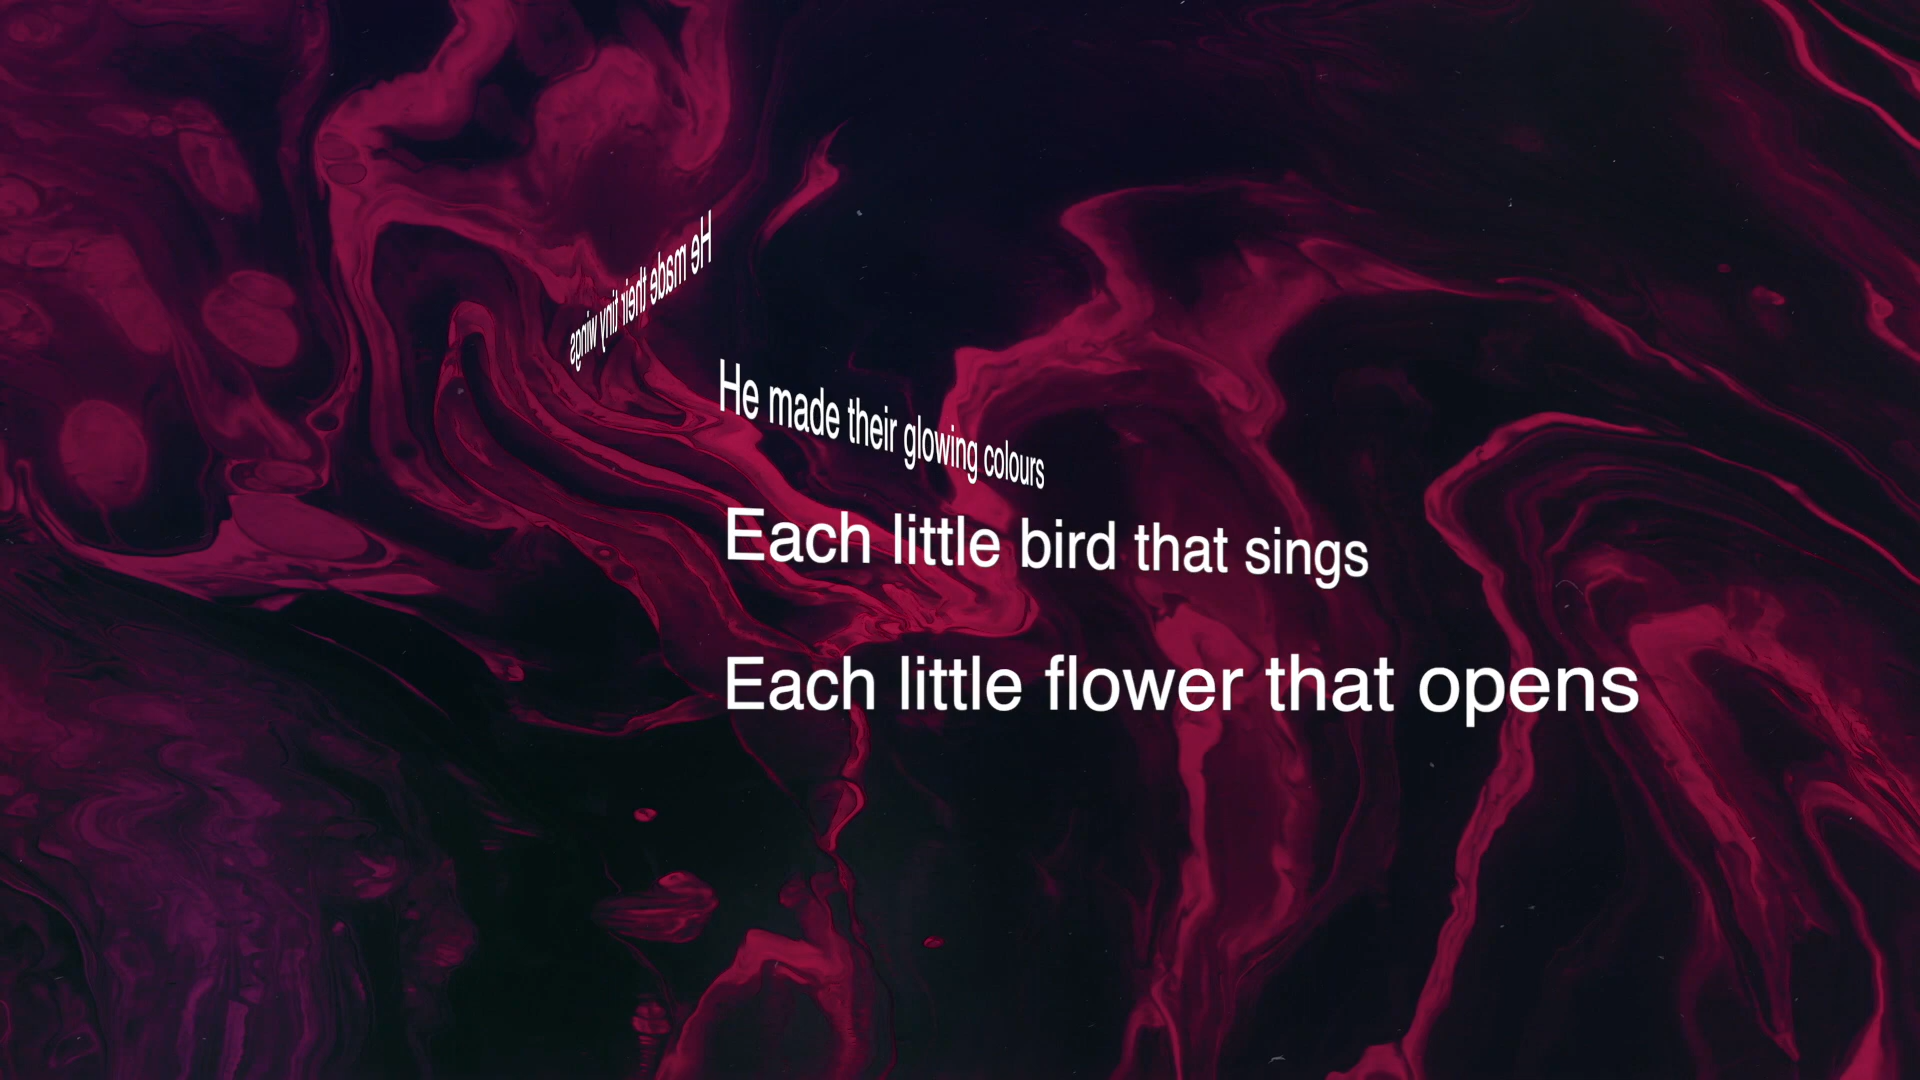 He made their tiny wings
He made their glowing colours
Each little bird that sings
Each little flower that opens